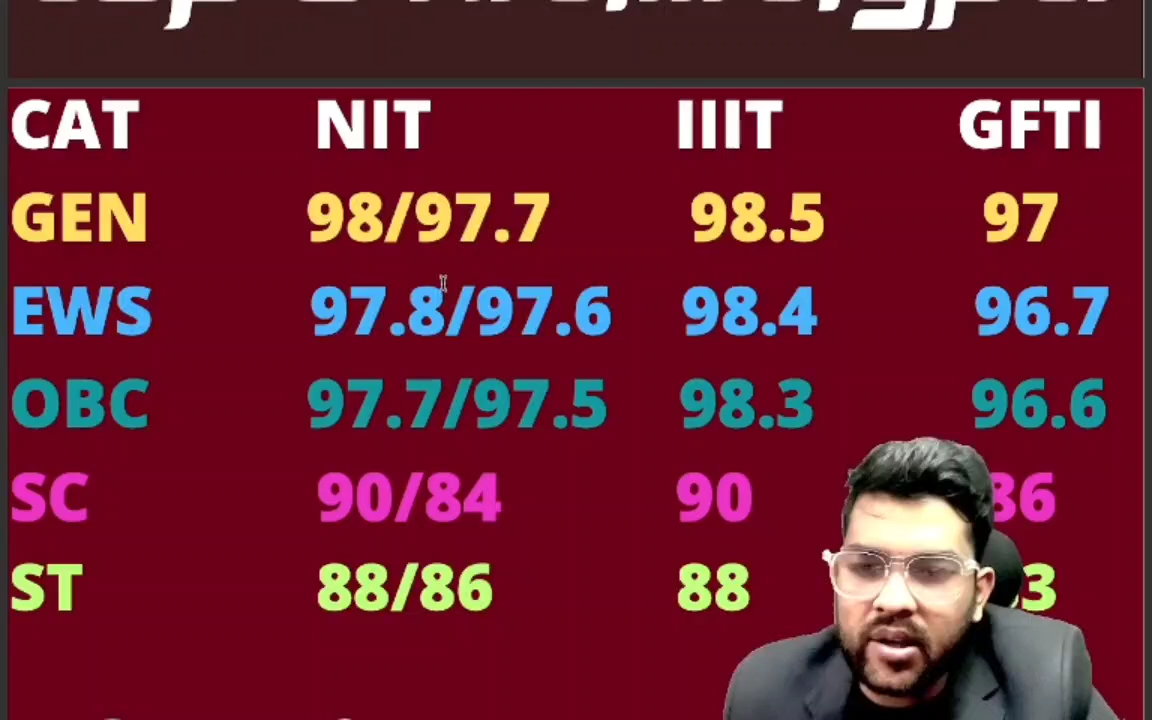 CAT NIT IIIT GFTI
GEN 98/97.7 98.5 97
EWS 97.8/97.6 98.4 96.7
OBC 97.7/97.5 98.3 96.6
SC 90/84 90 86
ST 88/86 88